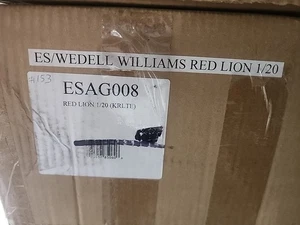 ES/WEDELL WILLIAMS RED LION 1/20
#153
ESAG008
RED LION 1/20 (KRLTE)